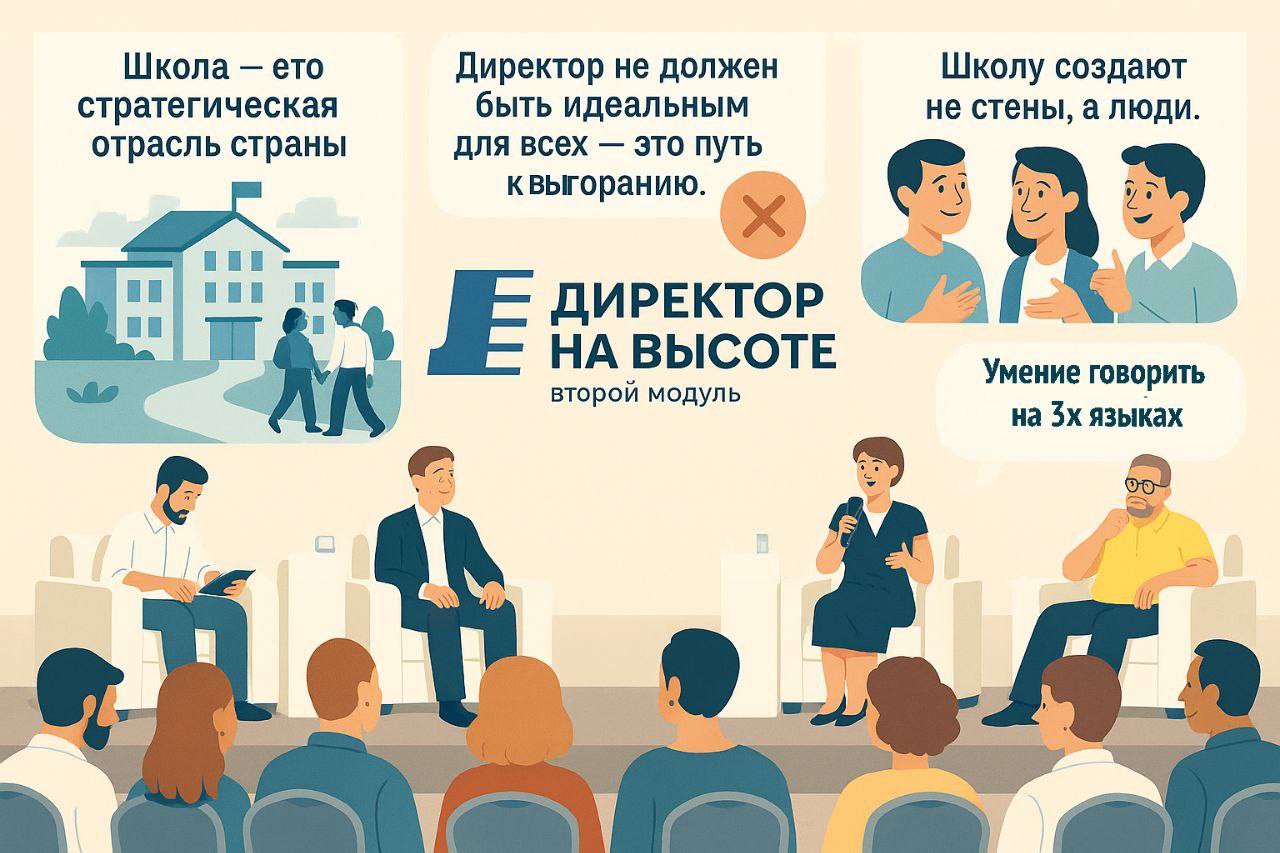 Школа — ето
стратегическая
отрасль страны
Директор не должен
быть идеальным
для всех — это путь
к выгоранию.
Школу создают
не стены, а люди.
ДИРЕКТОР
НА ВЫСОТЕ
второй модуль
Умение говорить
на 3х языках